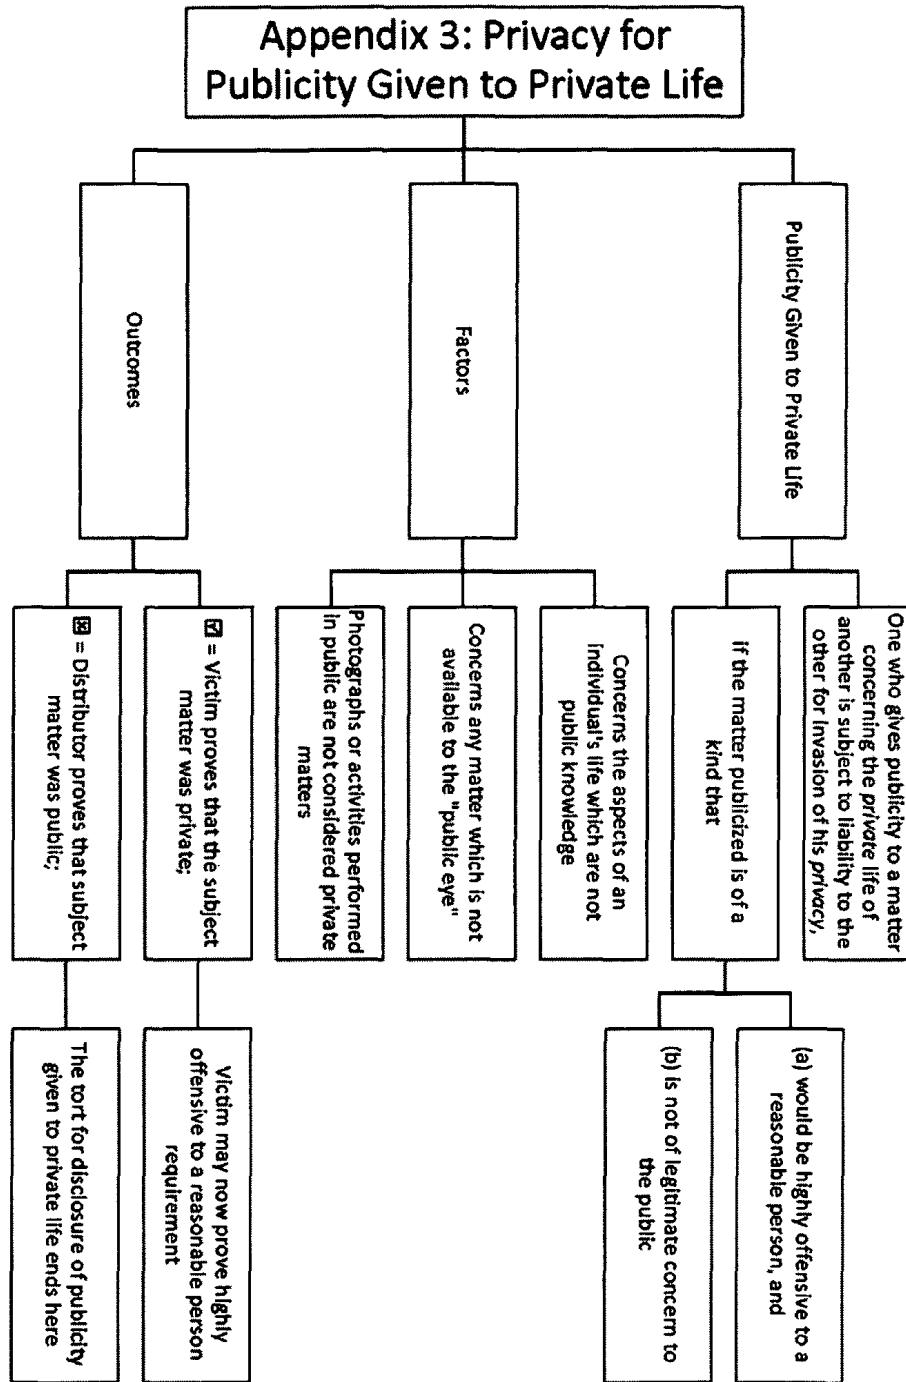 Appendix 3: Privacy for
Publicity Given to Private Life
Publicity Given to Private Life
One who gives publicity to a matter
concerning the private life of
another is subject to liability to the
other for invasion of his privacy,
if the matter publicized is of a
kind that
(a) would be highly offensive to a
reasonable person, and
(b) is not of legitimate concern to
the public
Factors
Concerns the aspects of an
individual's life which are not
public knowledge
Concerns any matter which is not
available to the "public eye"
Photographs or activities performed
in public are not considered private
matters
Outcomes
☑ = Victim proves that the subject
matter was private;
Victim may now prove highly
offensive to a reasonable person
requirement
☒ = Distributor proves that subject
matter was public;
The tort for disclosure of publicity
given to private life ends here